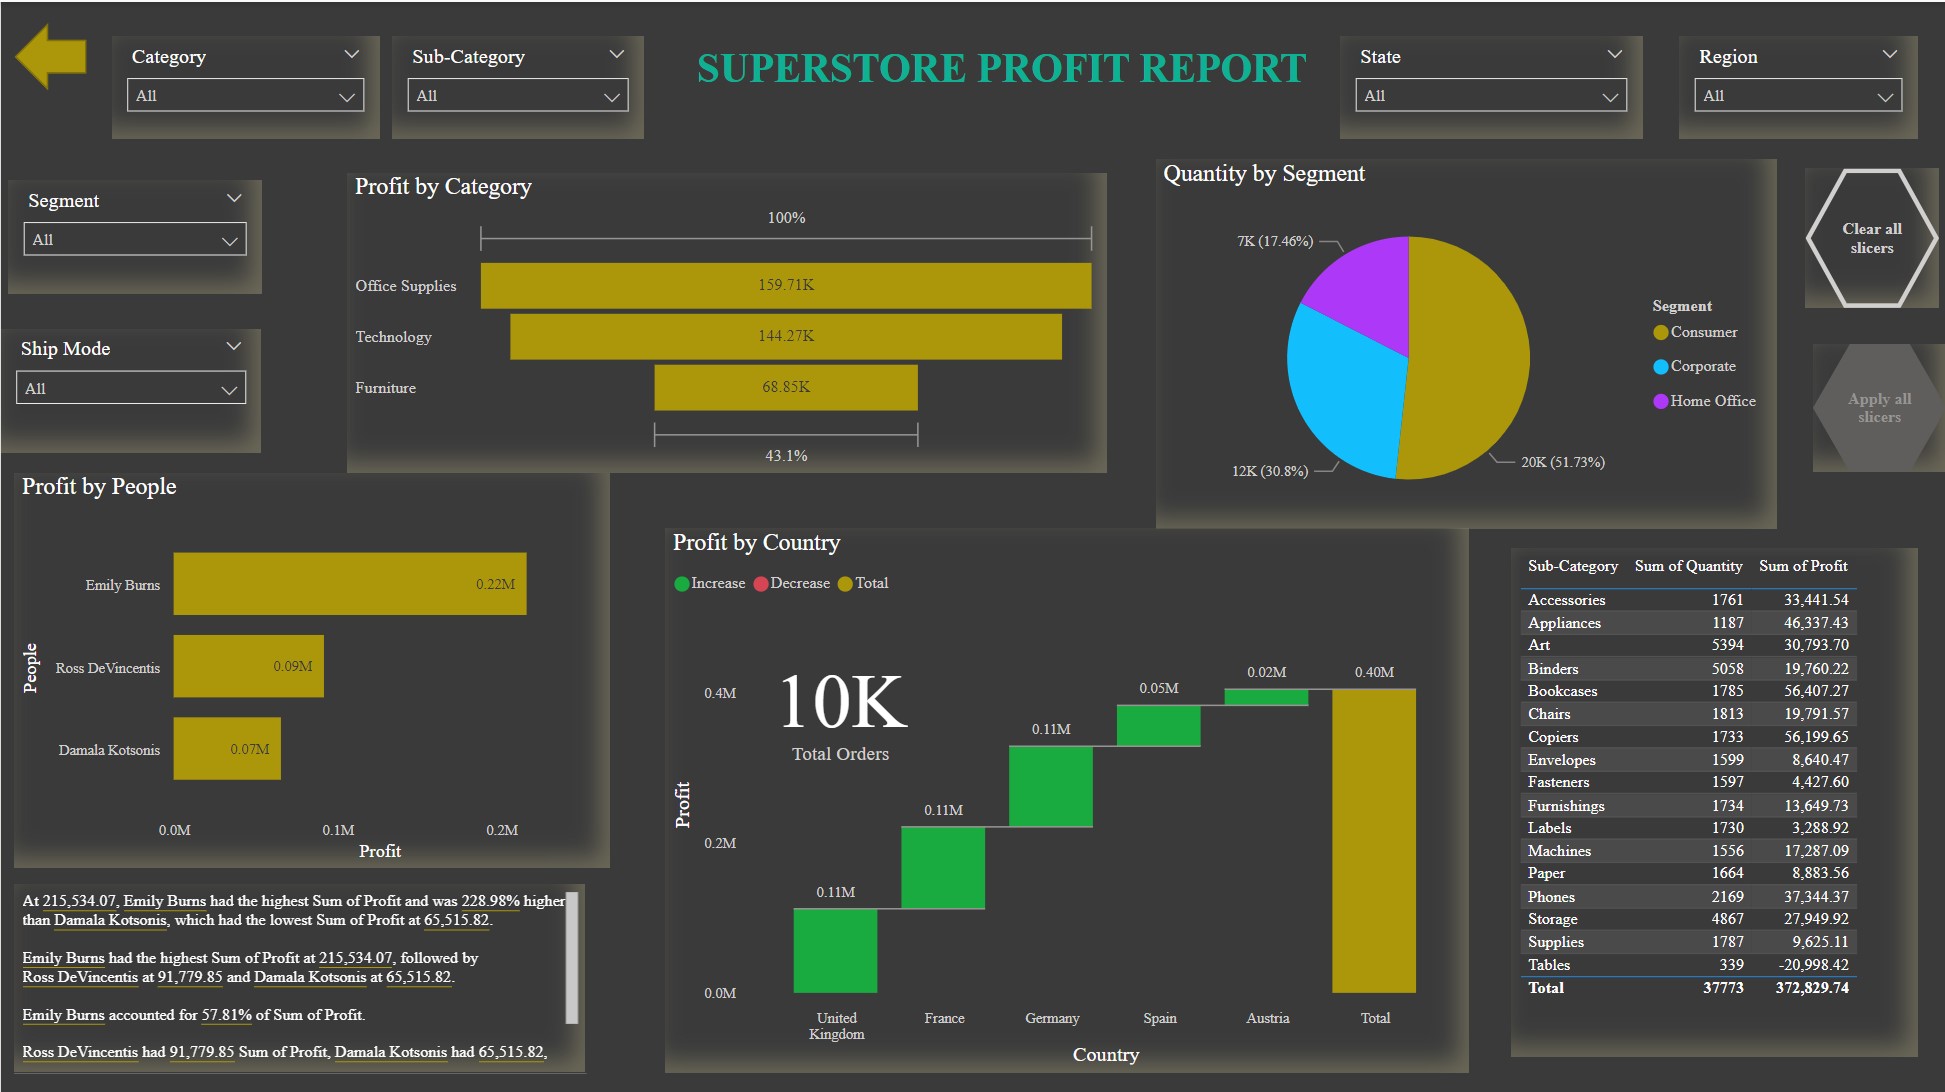 Category
All
Sub-Category
All
SUPERSTORE PROFIT REPORT
State
All
Region
All
Segment
All
Ship Mode
All
Profit by Category
100%
Office Supplies 159.71K
Technology 144.27K
Furniture 68.85K
43.1%
Quantity by Segment
7K (17.46%)
12K (30.8%)
20K (51.73%)
Segment
Consumer
Corporate
Home Office
Clear all
slicers
Apply all
slicers
Profit by People
People
Emily Burns 0.22M
Ross DeVincentis 0.09M
Damala Kotsonis 0.07M
0.0M 0.1M 0.2M
Profit
At 215,534.07, Emily Burns had the highest Sum of Profit and was 228.98% higher
than Damala Kotsonis, which had the lowest Sum of Profit at 65,515.82.
Emily Burns had the highest Sum of Profit at 215,534.07, followed by
Ross DeVincentis at 91,779.85 and Damala Kotsonis at 65,515.82.
Emily Burns accounted for 57.81% of Sum of Profit.
Ross DeVincentis had 91,779.85 Sum of Profit, Damala Kotsonis had 65,515.82,
Profit by Country
Increase Decrease Total
10K
Total Orders
Profit
0.4M
0.2M
0.0M
0.11M
0.11M
0.11M
0.05M
0.02M
0.40M
United
Kingdom
France
Germany
Spain
Austria
Total
Country
Sub-Category Sum of Quantity Sum of Profit
Accessories 1761 33,441.54
Appliances 1187 46,337.43
Art 5394 30,793.70
Binders 5058 19,760.22
Bookcases 1785 56,407.27
Chairs 1813 19,791.57
Copiers 1733 56,199.65
Envelopes 1599 8,640.47
Fasteners 1597 4,427.60
Furnishings 1734 13,649.73
Labels 1730 3,288.92
Machines 1556 17,287.09
Paper 1664 8,883.56
Phones 2169 37,344.37
Storage 4867 27,949.92
Supplies 1787 9,625.11
Tables 339 -20,998.42
Total 37773 372,829.74